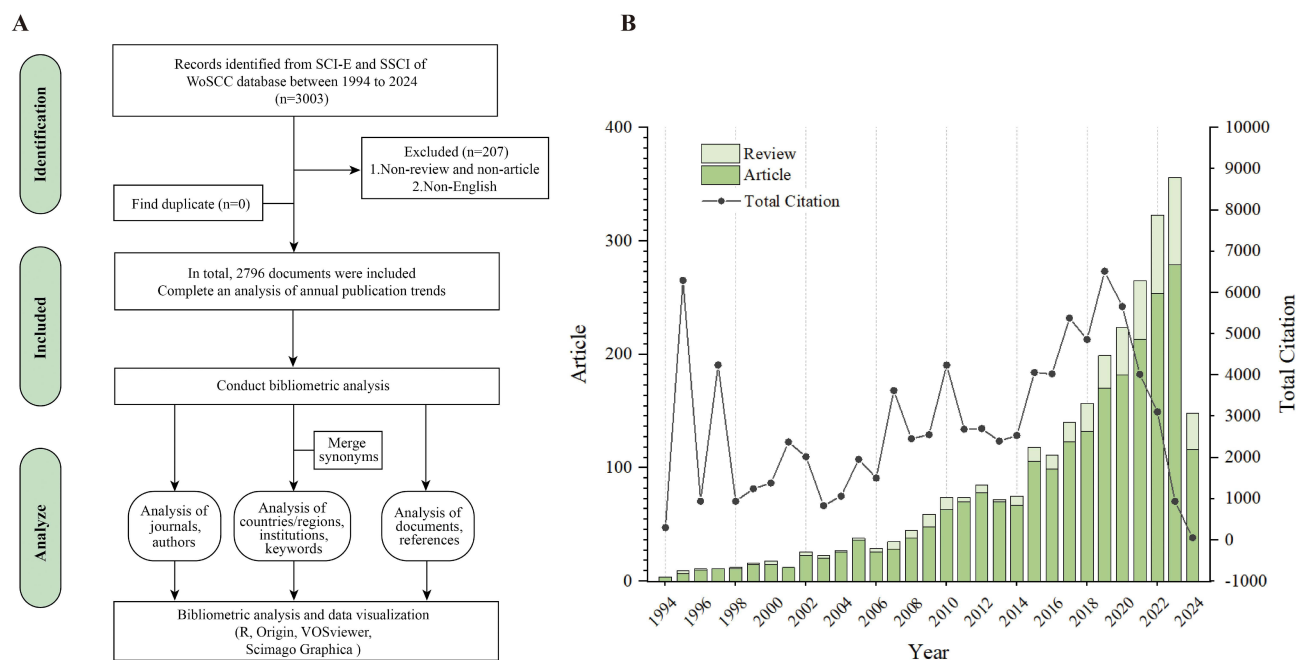 A
Identification
Included
Analyze
Records identified from SCI-E and SSCI of
WoSCC database between 1994 to 2024
(n=3003)
Excluded (n=207)
1.Non-review and non-article
2.Non-English
Find duplicate (n=0)
In total, 2796 documents were included
Complete an analysis of annual publication trends
Conduct bibliometric analysis
Merge
synonyms
Analysis of
journals,
authors
Analysis of
countries/regions,
institutions,
keywords
Analysis of
documents,
references
Bibliometric analysis and data visualization
(R, Origin, VOSviewer,
Scimago Graphica )
B
Review
Article
Total Citation
Article
400
300
200
100
0
Total Citation
10000
9000
8000
7000
6000
5000
4000
3000
2000
1000
0
-1000
1994
1996
1998
2000
2002
2004
2006
2008
2010
2012
2014
2016
2018
2020
2022
2024
Year